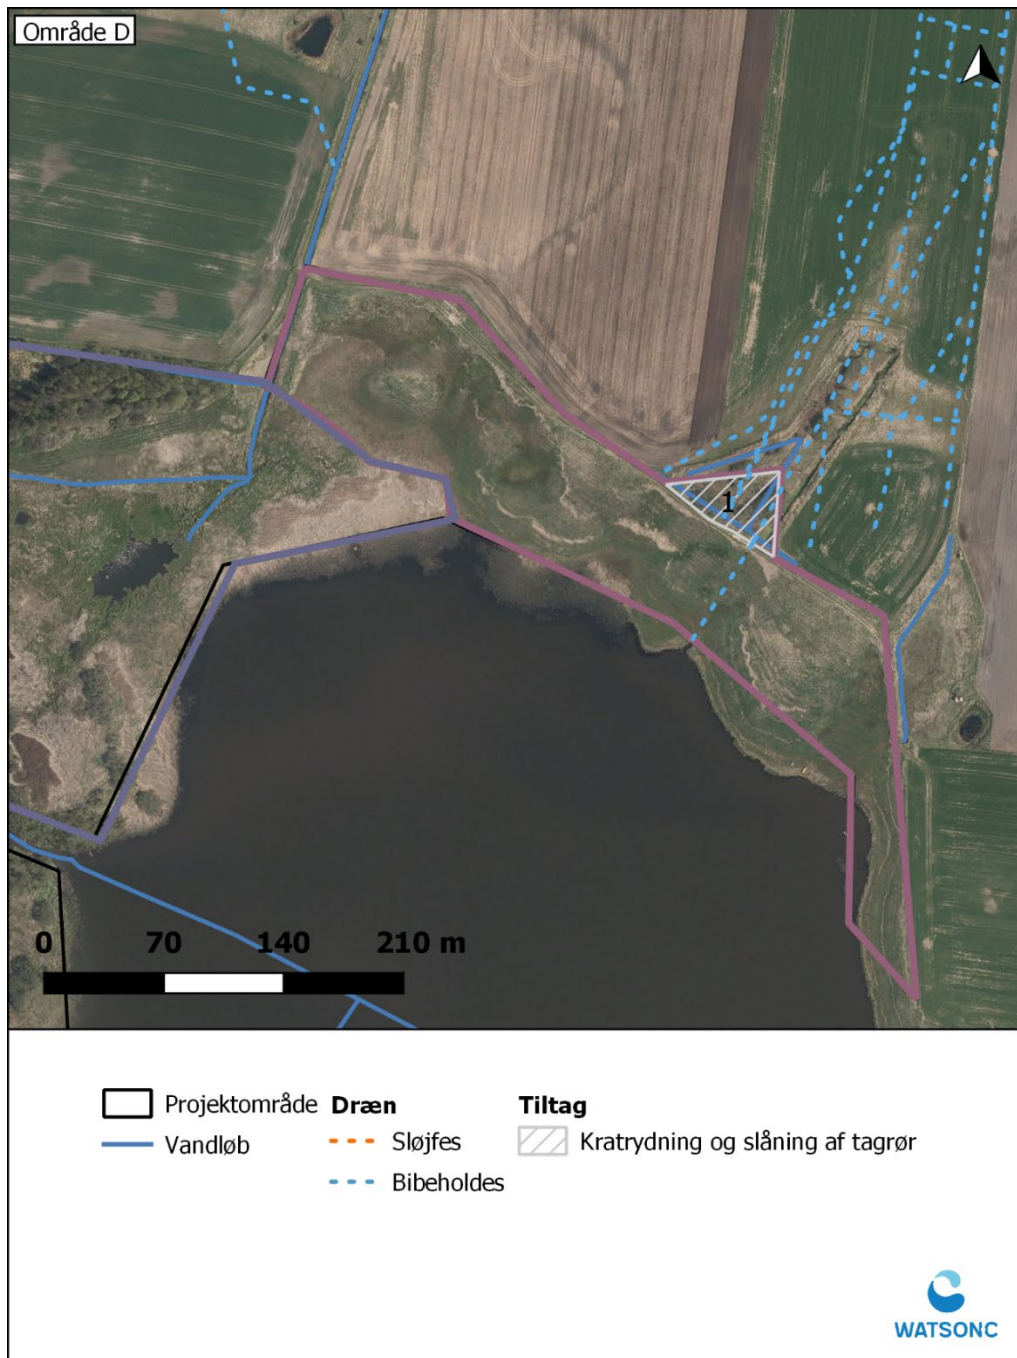 Område D
1
0 70 140 210 m
Projektområde
Vandløb
Dræn
Sløjfes
Bibeholdes
Tiltag
Kratrydning og slåning af tagrør
WATSONC